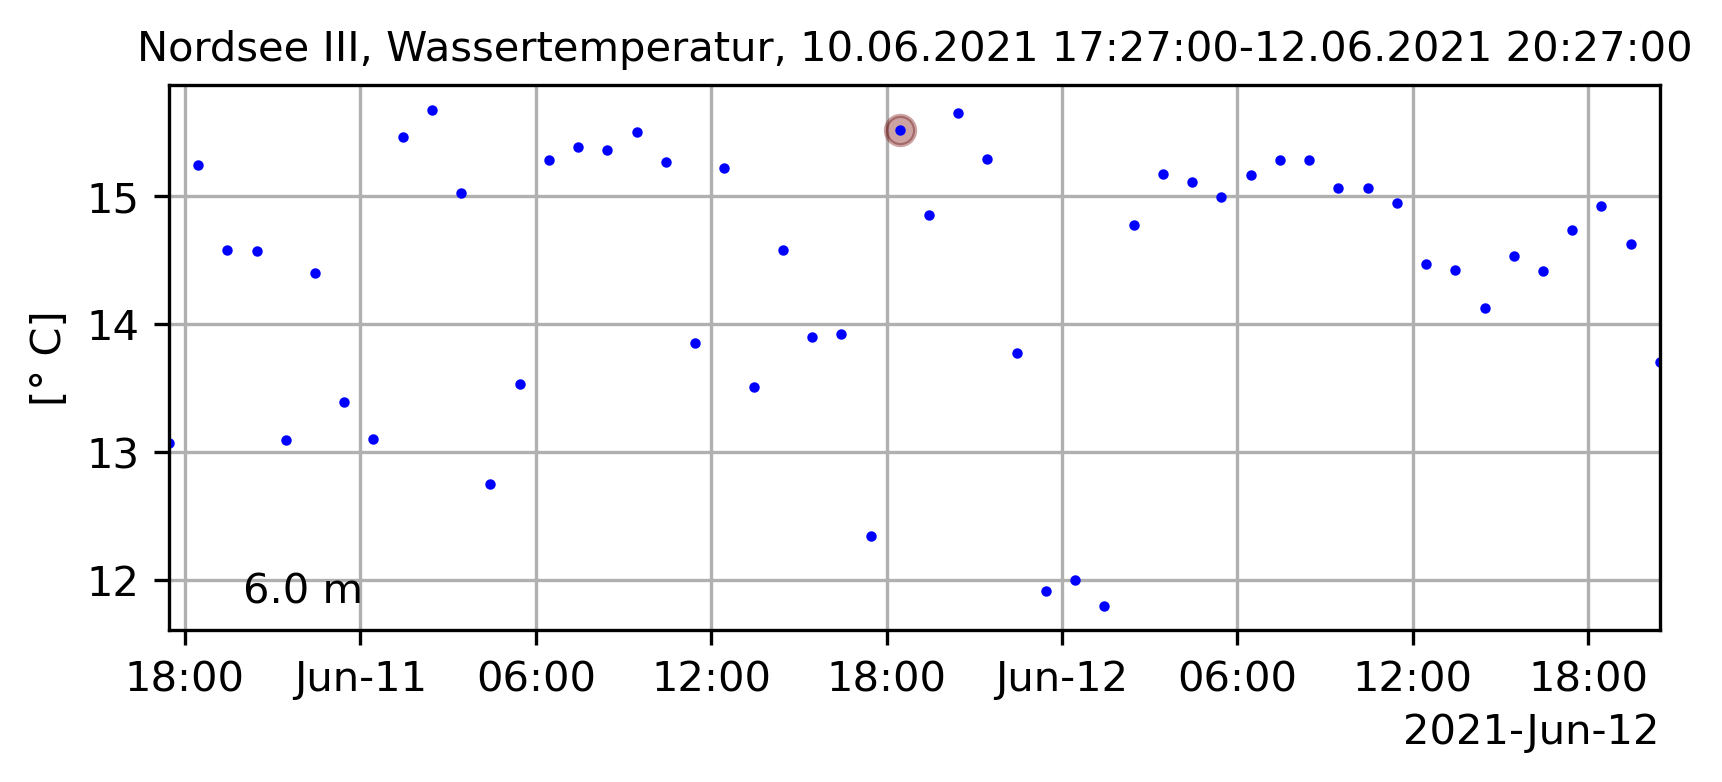 Nordsee III, Wassertemperatur, 10.06.2021 17:27:00-12.06.2021 20:27:00
[° C]
15
14
13
12
6.0 m
18:00 Jun-11 06:00 12:00 18:00 Jun-12 06:00 12:00 18:00
2021-Jun-12